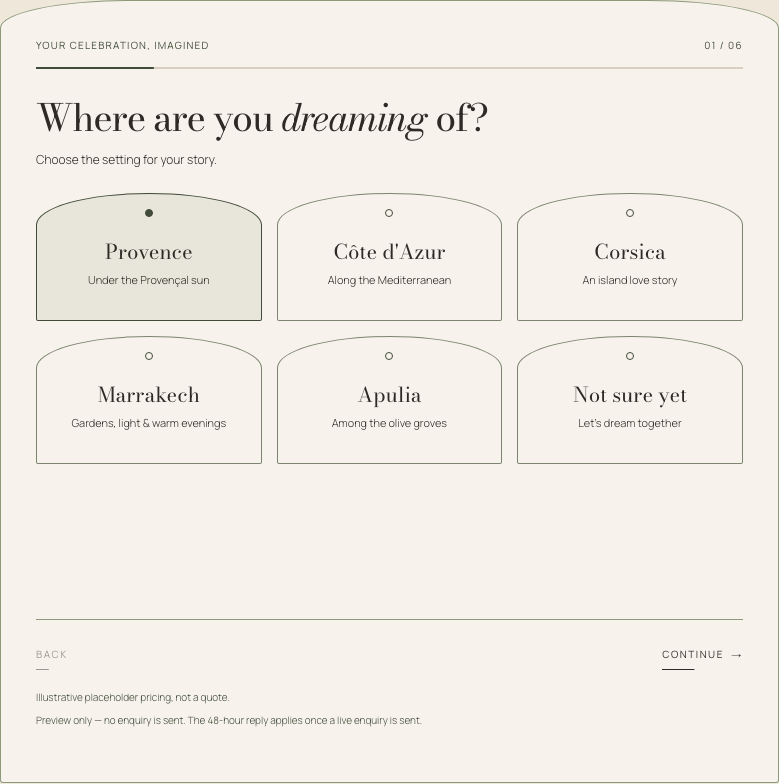 YOUR CELEBRATION, IMAGINED
01 / 06
Where are you dreaming of?
Choose the setting for your story.
Provence
Under the Provençal sun
Côte d'Azur
Along the Mediterranean
Corsica
An island love story
Marrakech
Gardens, light & warm evenings
Apulia
Among the olive groves
Not sure yet
Let's dream together
BACK
CONTINUE →
Illustrative placeholder pricing, not a quote.
Preview only — no enquiry is sent. The 48-hour reply applies once a live enquiry is sent.